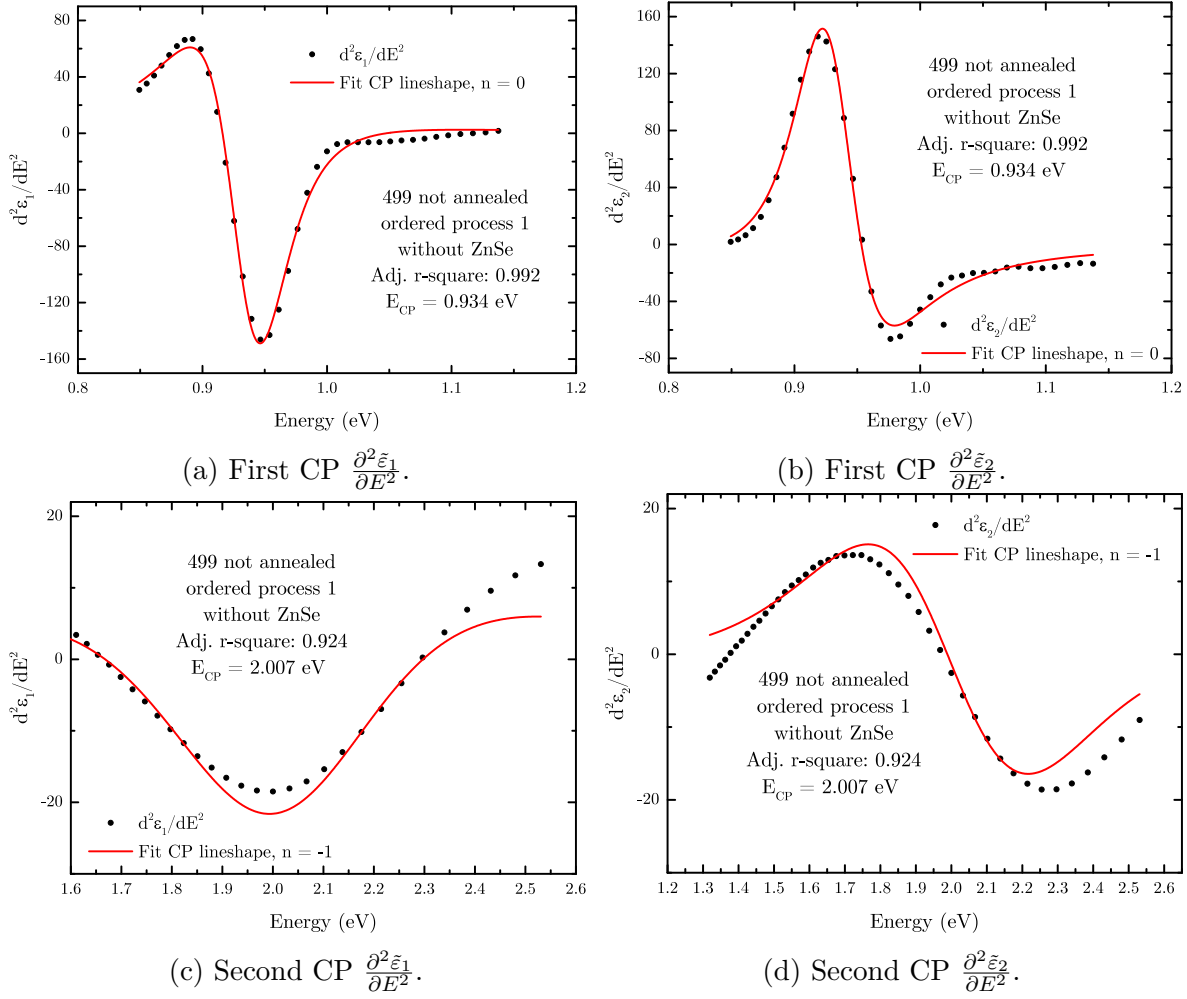 80
40
0
-40
-80
-120
-160
d²ε₁/dE²
d²ε₁/dE²
Fit CP lineshape, n = 0
499 not annealed
ordered process 1
without ZnSe
Adj. r-square: 0.992
E_CP = 0.934 eV
0.8 0.9 1.0 1.1 1.2
Energy (eV)
(a) First CP ∂²ε̃₁/∂E².
160
120
80
40
0
-40
-80
d²ε₂/dE²
499 not annealed
ordered process 1
without ZnSe
Adj. r-square: 0.992
E_CP = 0.934 eV
d²ε₂/dE²
Fit CP lineshape, n = 0
0.8 0.9 1.0 1.1 1.2
Energy (eV)
(b) First CP ∂²ε̃₂/∂E².
20
0
-20
d²ε₁/dE²
499 not annealed
ordered process 1
without ZnSe
Adj. r-square: 0.924
E_CP = 2.007 eV
d²ε₁/dE²
Fit CP lineshape, n = -1
1.6 1.7 1.8 1.9 2.0 2.1 2.2 2.3 2.4 2.5 2.6
Energy (eV)
(c) Second CP ∂²ε̃₁/∂E².
20
0
-20
d²ε₂/dE²
d²ε₂/dE²
Fit CP lineshape, n = -1
499 not annealed
ordered process 1
without ZnSe
Adj. r-square: 0.924
E_CP = 2.007 eV
1.2 1.3 1.4 1.5 1.6 1.7 1.8 1.9 2.0 2.1 2.2 2.3 2.4 2.5 2.6
Energy (eV)
(d) Second CP ∂²ε̃₂/∂E².